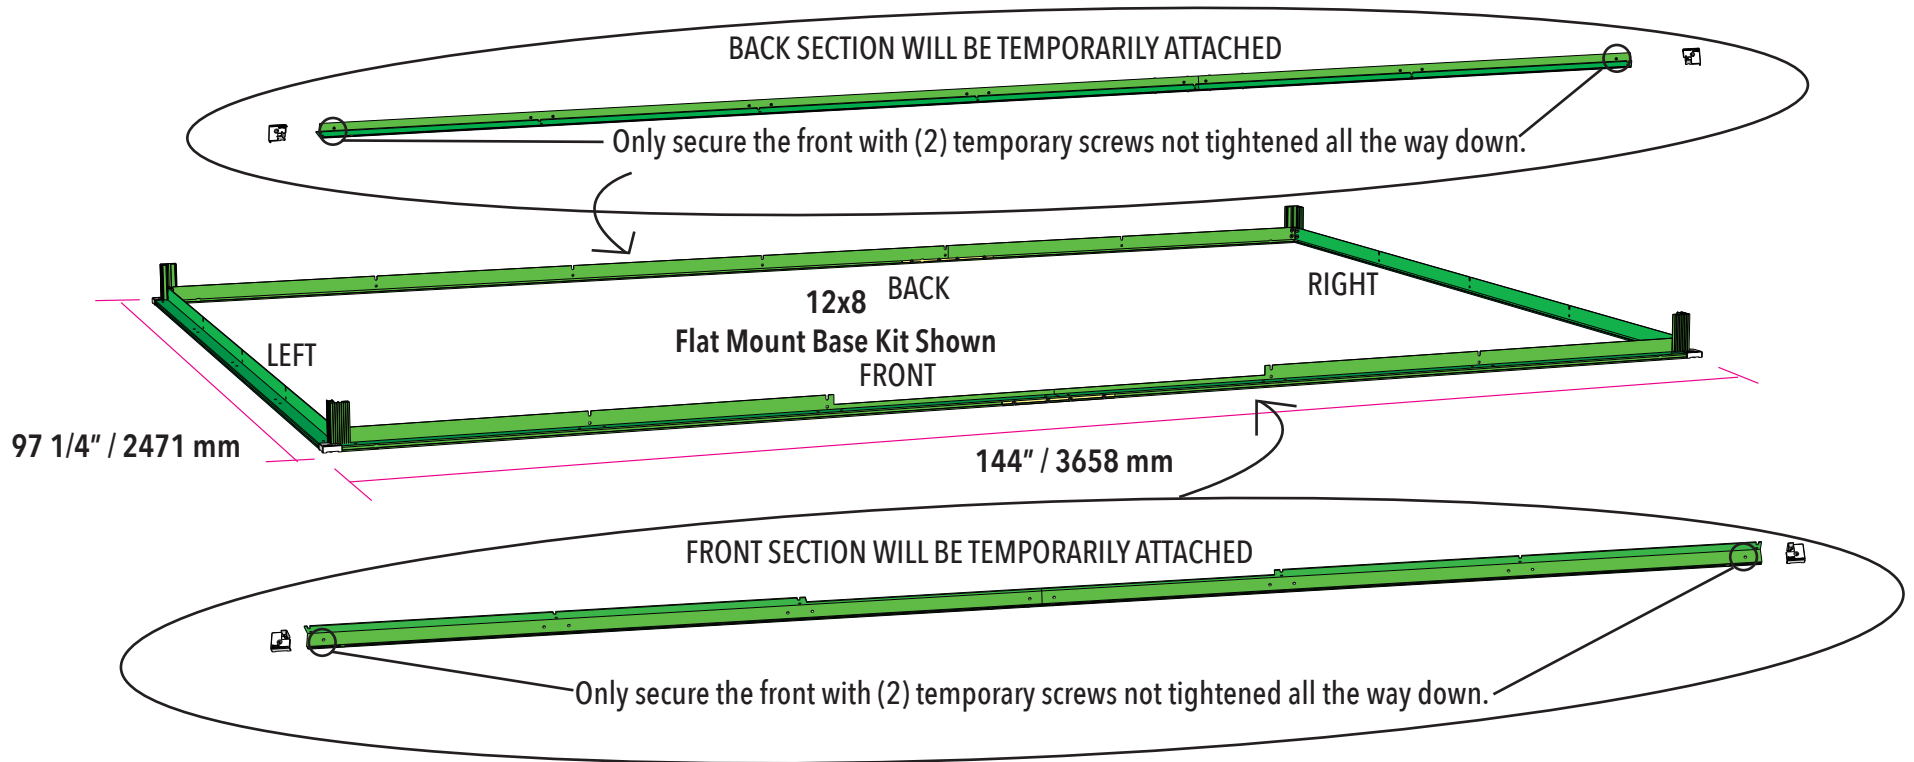 BACK SECTION WILL BE TEMPORARILY ATTACHED
Only secure the front with (2) temporary screws not tightened all the way down.
BACK
RIGHT
12x8
Flat Mount Base Kit Shown
LEFT
FRONT
97 1/4" / 2471 mm
144" / 3658 mm
FRONT SECTION WILL BE TEMPORARILY ATTACHED
Only secure the front with (2) temporary screws not tightened all the way down.